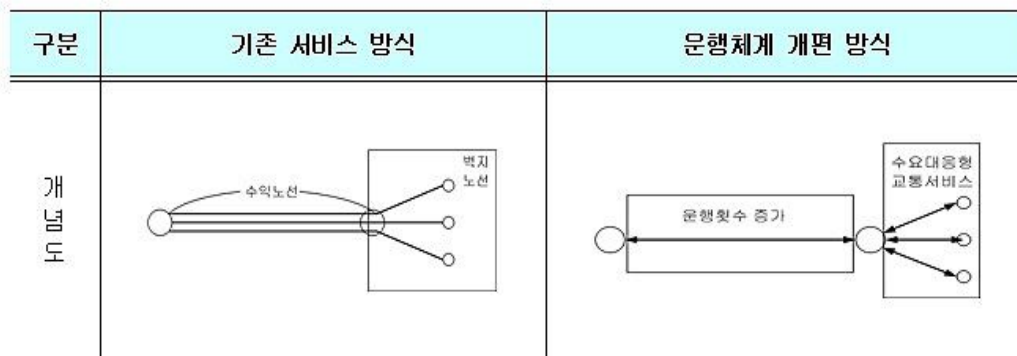 구분
기존 서비스 방식
운행체계 개편 방식
개
념
도
수익노선
벽지
노선
운행횟수 증가
수요대응형
교통서비스